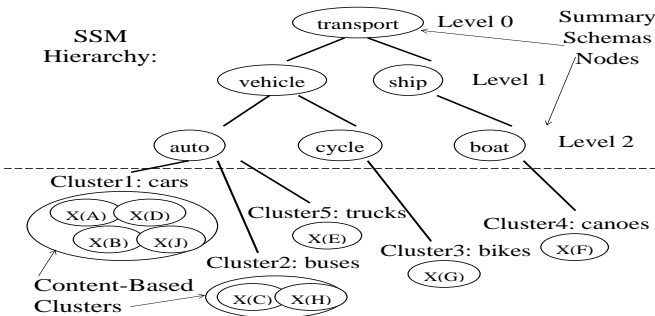 transport
Level 0
Summary
Schemas
Nodes
SSM
Hierarchy:
vehicle
ship
Level 1
auto
cycle
boat
Level 2
Cluster1: cars
X(A)
X(D)
X(B)
X(J)
Cluster5: trucks
X(E)
Cluster4: canoes
X(F)
Cluster2: buses
Cluster3: bikes
X(G)
Content-Based
Clusters
X(C)
X(H)